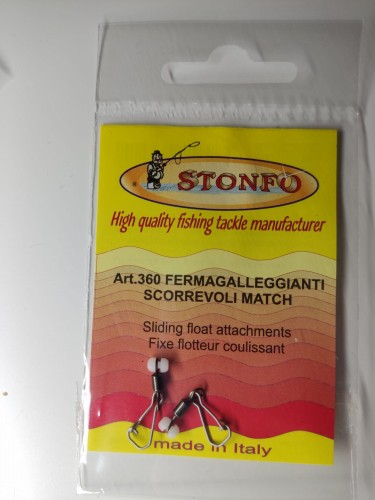 STONFO
High quality fishing tackle manufacturer
Art.360 FERMAGALLEGGIANTI
SCORREVOLI MATCH
Sliding float attachments
Fixe flotteur coulissant
made in Italy